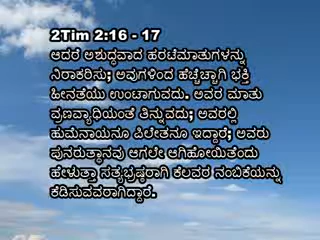 2Tim 2:16 - 17
ಆದರೆ ಅಶುದ್ಧವಾದ ಹರಟೆಮಾತುಗಳನ್ನು
ನಿರಾಕರಿಸು; ಅವುಗಳಿಂದ ಹೆಚ್ಚೆಚ್ಚಾಗಿ ಭಕ್ತಿ
ಹೀನತೆಯು ಉಂಟಾಗುವದು. ಅವರ ಮಾತು
ವ್ರಣವ್ಯಾಧಿಯಂತೆ ತಿನ್ನುವದು; ಅವರಲ್ಲಿ
ಹುಮೆನಾಯನೂ ಪಿಲೇತನೂ ಇದ್ದಾರೆ; ಅವರು
ಪುನರುತ್ಥಾನವು ಆಗಲೇ ಆಗಿಹೋಯಿತೆಂದು
ಹೇಳುತ್ತಾ ಸತ್ಯಭ್ರಷ್ಠರಾಗಿ ಕೆಲವರ ನಂಬಿಕೆಯನ್ನು
ಕೆಡಿಸುವವರಾಗಿದ್ದಾರೆ.